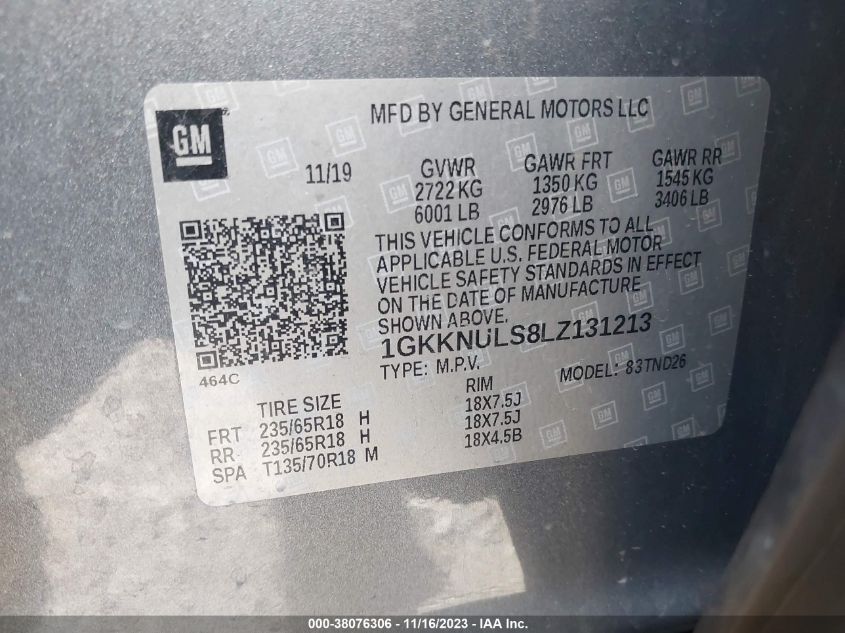 MFD BY GENERAL MOTORS LLC
GM
11/19
GVWR GAWR FRT GAWR RR
2722 KG 1350 KG 1545 KG
6001 LB 2976 LB 3406 LB
THIS VEHICLE CONFORMS TO ALL
APPLICABLE U.S. FEDERAL MOTOR
VEHICLE SAFETY STANDARDS IN EFFECT
ON THE DATE OF MANUFACTURE
SHOWN ABOVE.
1GKKNULS8LZ131213
TYPE: M.P.V. MODEL: 83TND26
464C
TIRE SIZE RIM
FRT 235/65R18 H 18X7.5J
RR 235/65R18 H 18X7.5J
SPA T135/70R18 M 18X4.5B
000-38076306 - 11/16/2023 - IAA Inc.